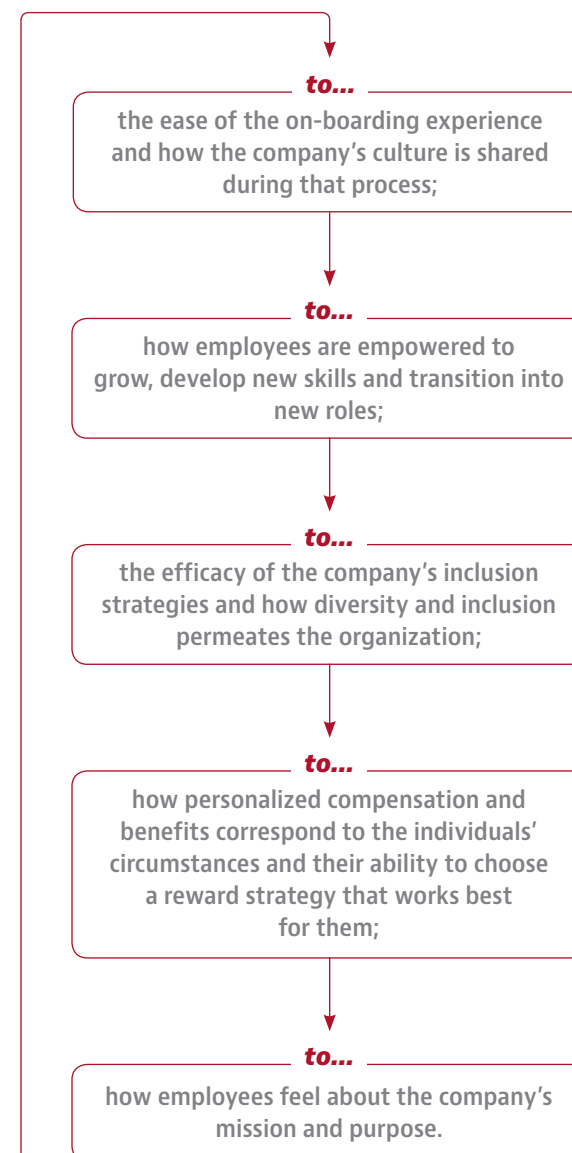 to...
the ease of the on-boarding experience
and how the company’s culture is shared
during that process;
to...
how employees are empowered to
grow, develop new skills and transition into
new roles;
to...
the efficacy of the company’s inclusion
strategies and how diversity and inclusion
permeates the organization;
to...
how personalized compensation and
benefits correspond to the individuals’
circumstances and their ability to choose
a reward strategy that works best
for them;
to...
how employees feel about the company’s
mission and purpose.